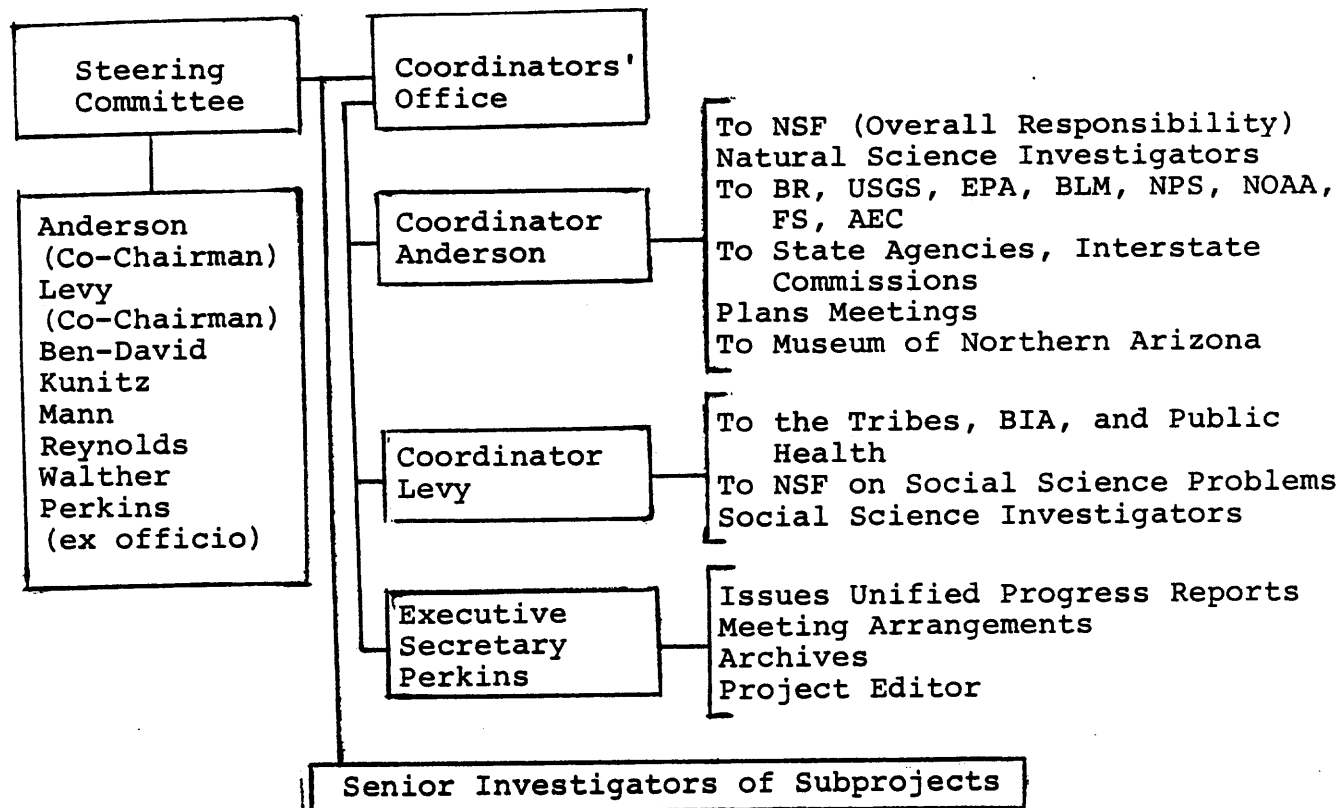 Steering
Committee
Coordinators'
Office
Anderson
(Co-Chairman)
Levy
(Co-Chairman)
Ben-David
Kunitz
Mann
Reynolds
Walther
Perkins
(ex officio)
Coordinator
Anderson
To NSF (Overall Responsibility)
Natural Science Investigators
To BR, USGS, EPA, BLM, NPS, NOAA,
FS, AEC
To State Agencies, Interstate
Commissions
Plans Meetings
To Museum of Northern Arizona
Coordinator
Levy
To the Tribes, BIA, and Public
Health
To NSF on Social Science Problems
Social Science Investigators
Executive
Secretary
Perkins
Issues Unified Progress Reports
Meeting Arrangements
Archives
Project Editor
Senior Investigators of Subprojects